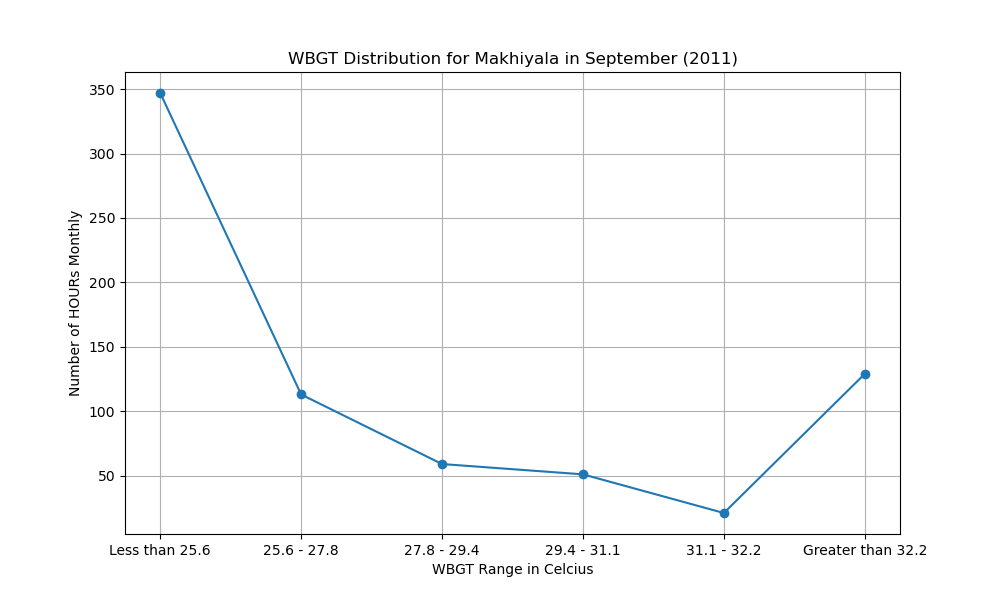 WBGT Distribution for Makhiyala in September (2011)
Number of HOURs Monthly
350
300
250
200
150
100
50
Less than 25.6
25.6 - 27.8
27.8 - 29.4
29.4 - 31.1
31.1 - 32.2
Greater than 32.2
WBGT Range in Celcius